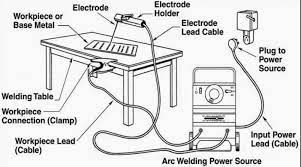 Electrode
Electrode
Holder
Workpiece or
Base Metal
Electrode
Lead Cable
Plug to
Power
Source
Welding Table
Workpiece
Connection (Clamp)
Workpiece Lead
(Cable)
Input Power
Lead (Cable)
Arc Welding Power Source